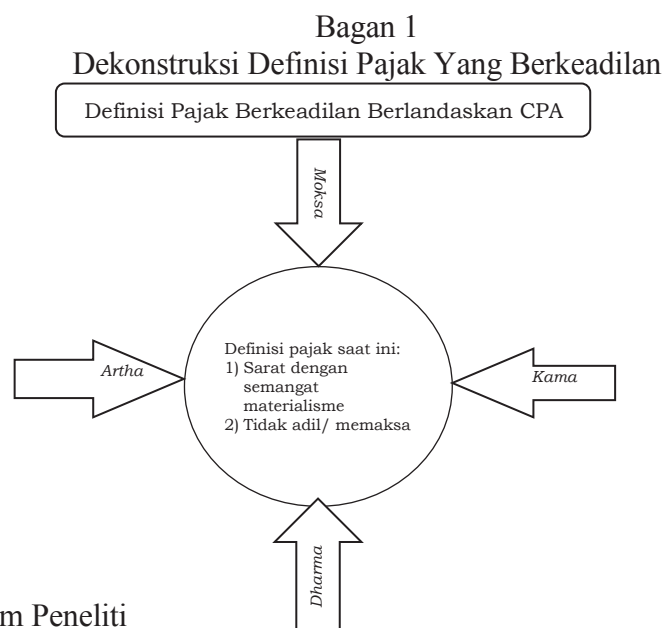 Bagan 1
Dekonstruksi Definisi Pajak Yang Berkeadilan
Definisi Pajak Berkeadilan Berlandaskan CPA
Moksa
Artha
Definisi pajak saat ini:
1) Sarat dengan
semangat
materialisme
2) Tidak adil/ memaksa
Kama
Dharma
Peneliti